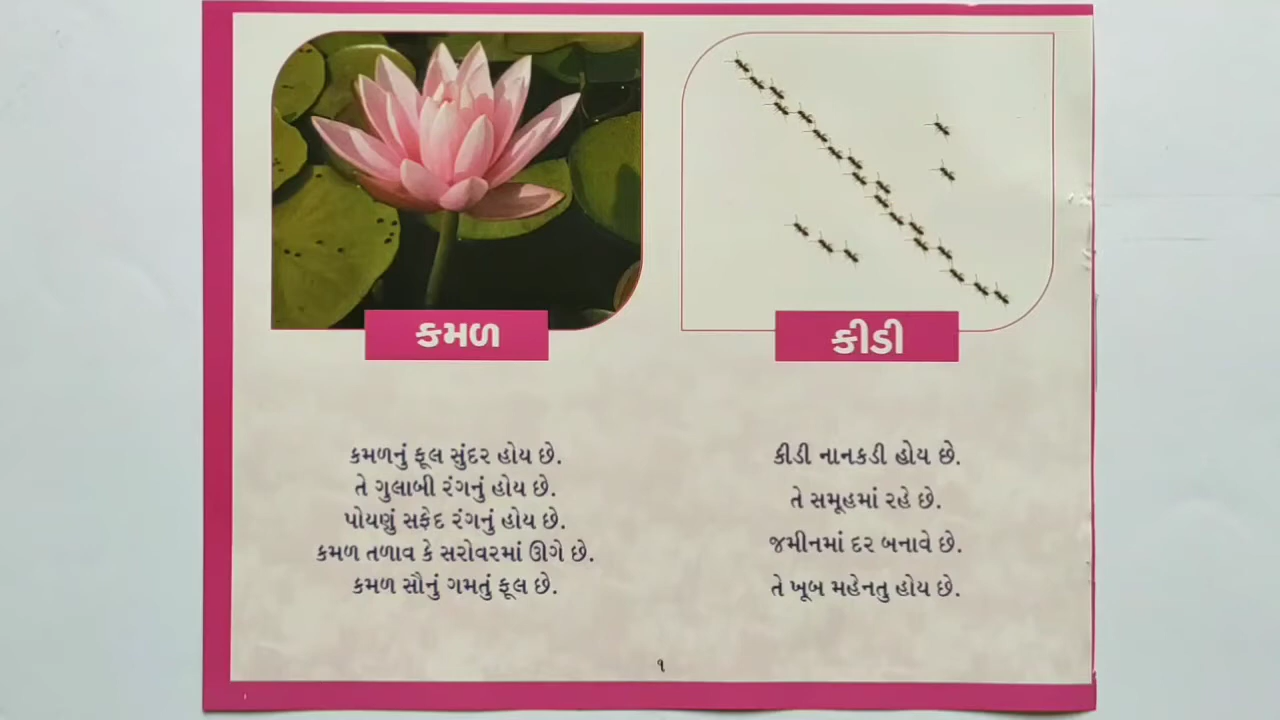 કમળ
કમળનું ફૂલ સુંદર હોય છે.
તે ગુલાબી રંગનું હોય છે.
પોયણું સફેદ રંગનું હોય છે.
કમળ તળાવ કે સરોવરમાં ઊગે છે.
કમળ સૌનું ગમતું ફૂલ છે.
કીડી
કીડી નાનકડી હોય છે.
તે સમૂહમાં રહે છે.
જમીનમાં દર બનાવે છે.
તે ખૂબ મહેનતુ હોય છે.
૧